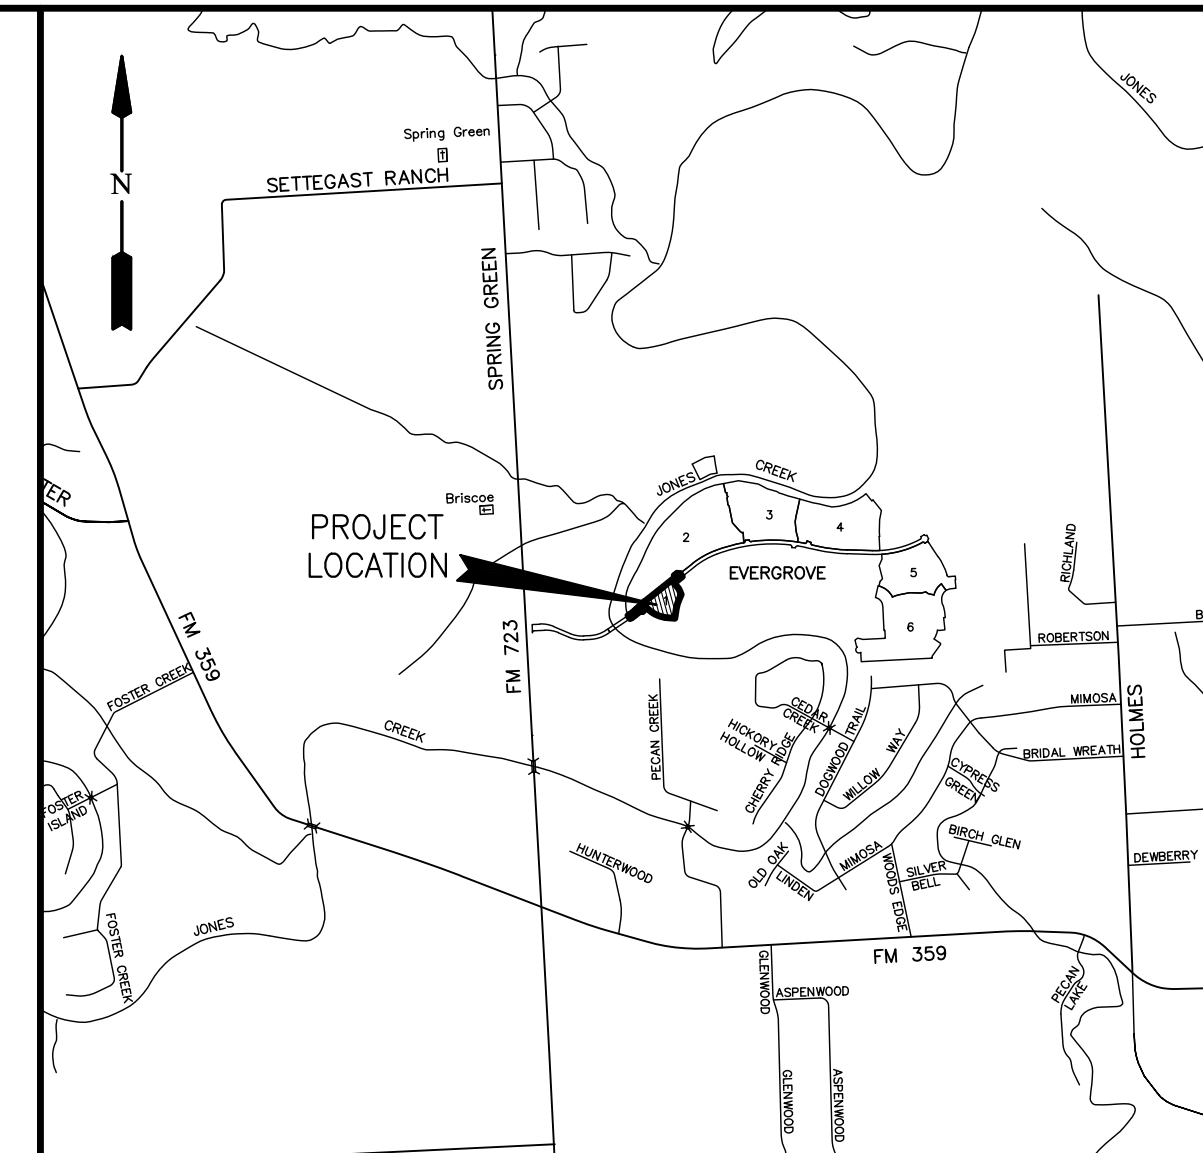 JONES
Spring Green
N
SETTEGAST RANCH
SPRING GREEN
JONES
CREEK
TER
Briscoe
3
4
2
PROJECT
LOCATION
EVERGROVE
5
6
RICHLAND
B
ROBERTSON
FM 359
FM 723
FOSTER CREEK
CREEK
PECAN CREEK
CEDAR
CREEK
HICKORY
HOLLOW
CHERRY RIDGE
DOGWOOD TRAIL
WILLOW WAY
MIMOSA
HOLMES
BRIDAL WREATH
CYPRESS
GREEN
FOSTER
ISLAND
BIRCH GLEN
HUNTERWOOD
OLD OAK
LINDEN
MIMOSA
WOODS EDGE
SILVER
BELL
DEWBERRY
JONES
FOSTER CREEK
FM 359
GLENWOOD
ASPENWOOD
PECAN
LAKE
GLENWOOD
ASPENWOOD